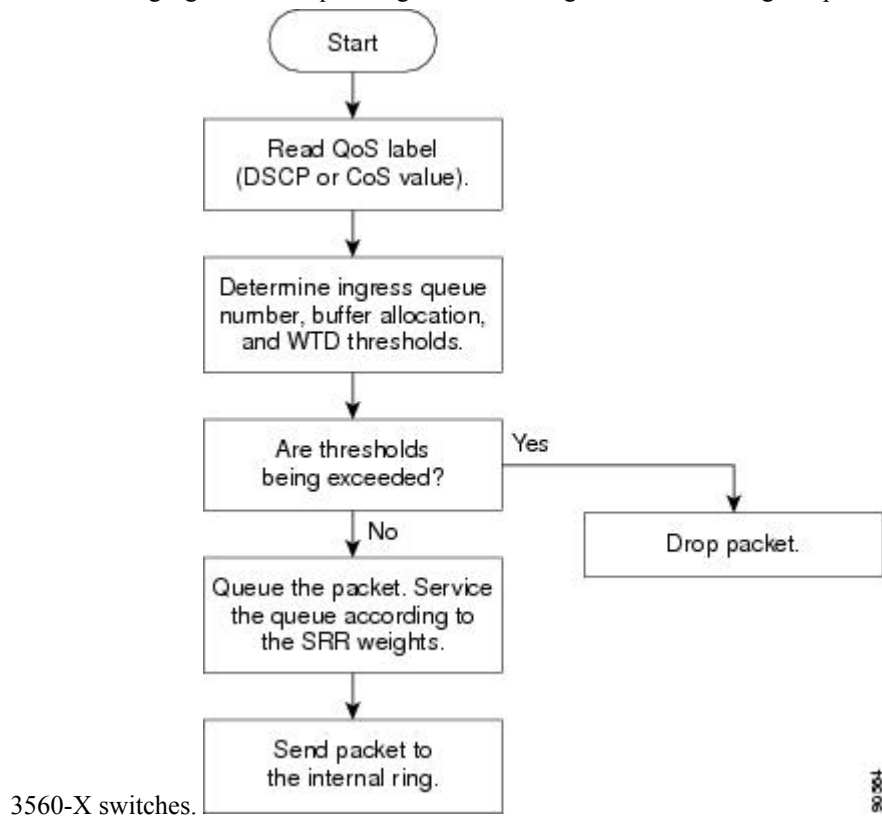 Start
Read QoS label
(DSCP or CoS value).
Determine ingress queue
number, buffer allocation,
and WTD thresholds.
Are thresholds
being exceeded?
Yes
No
Drop packet.
Queue the packet. Service
the queue according to
the SRR weights.
Send packet to
the internal ring.
90564
3560-X switches.